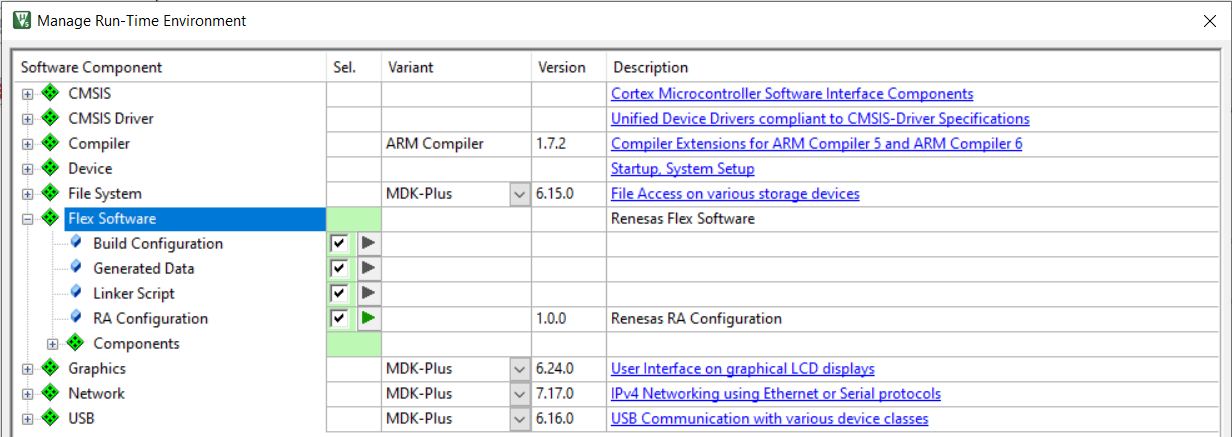 Manage Run-Time Environment
Software Component Sel. Variant Version Description
CMSIS Cortex Microcontroller Software Interface Components
CMSIS Driver Unified Device Drivers compliant to CMSIS-Driver Specifications
Compiler ARM Compiler 1.7.2 Compiler Extensions for ARM Compiler 5 and ARM Compiler 6
Device Startup, System Setup
File System MDK-Plus 6.15.0 File Access on various storage devices
Flex Software Renesas Flex Software
Build Configuration
Generated Data
Linker Script
RA Configuration 1.0.0 Renesas RA Configuration
Components
Graphics MDK-Plus 6.24.0 User Interface on graphical LCD displays
Network MDK-Plus 7.17.0 IPv4 Networking using Ethernet or Serial protocols
USB MDK-Plus 6.16.0 USB Communication with various device classes